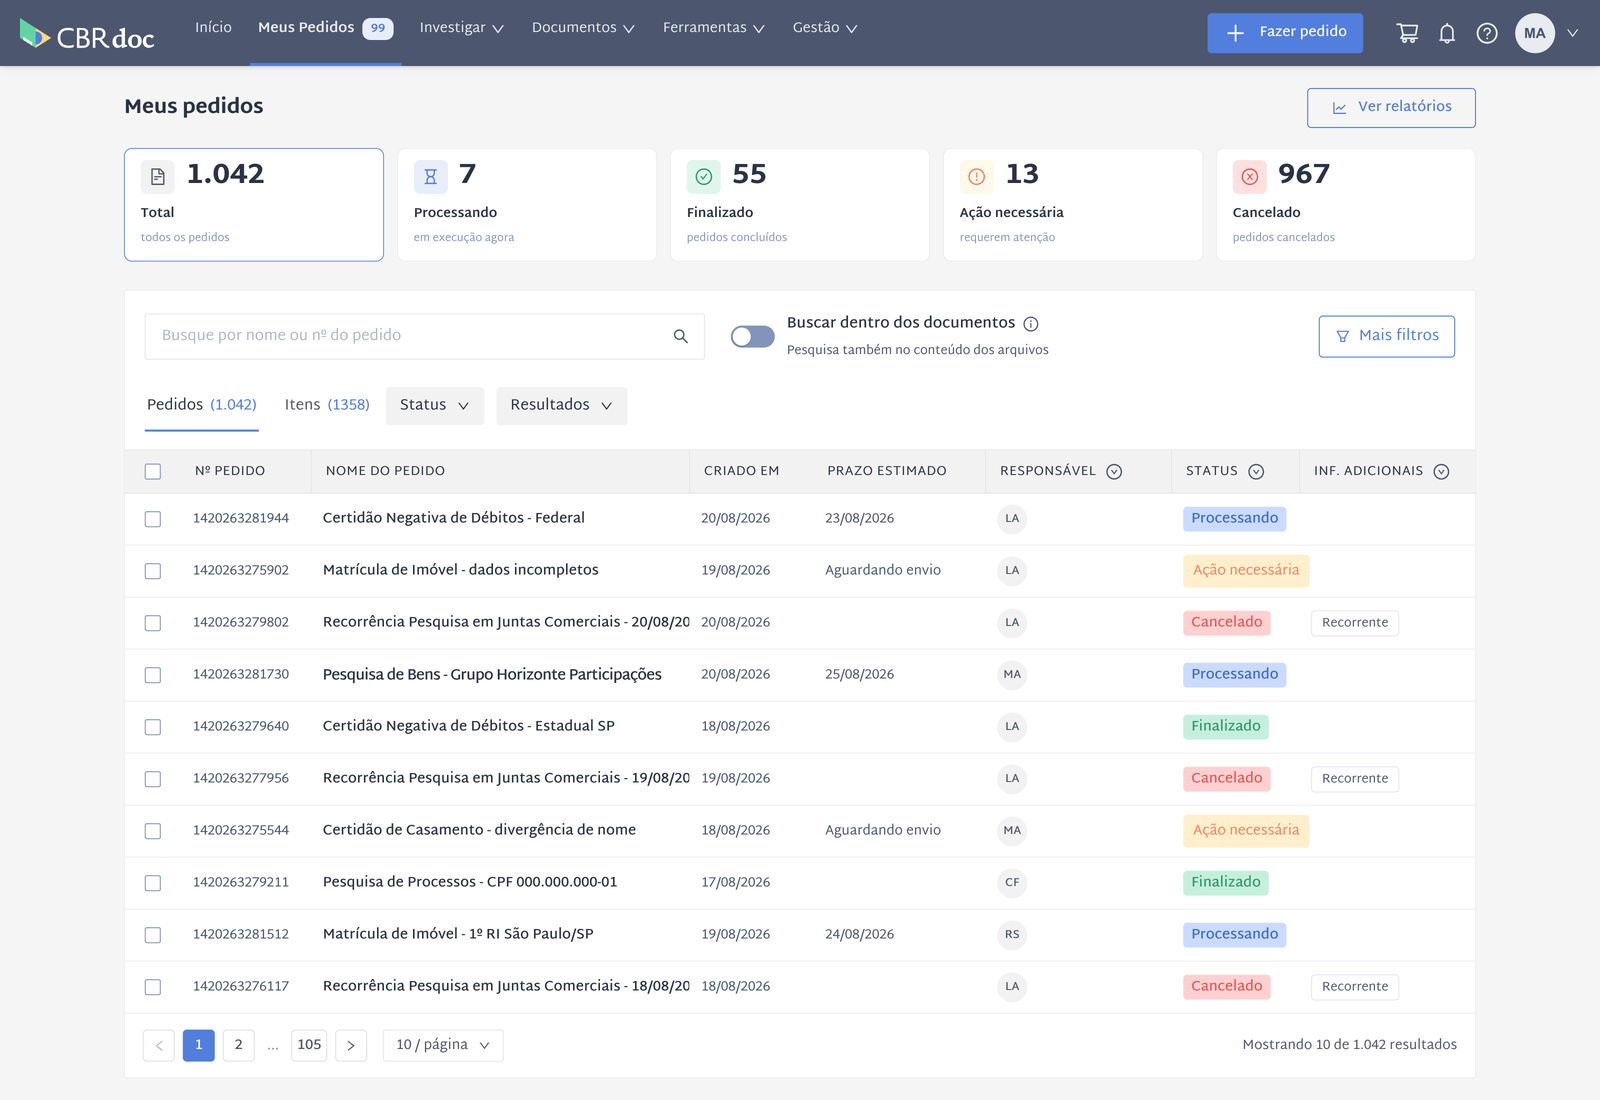 CBRdoc
Início
Meus Pedidos 99
Investigar
Documentos
Ferramentas
Gestão
Fazer pedido
MA
Meus pedidos
Ver relatórios
1.042
Total
todos os pedidos
7
Processando
em execução agora
55
Finalizado
pedidos concluídos
13
Ação necessária
requerem atenção
967
Cancelado
pedidos cancelados
Busque por nome ou nº do pedido
Buscar dentro dos documentos
Pesquisa também no conteúdo dos arquivos
Mais filtros
Pedidos (1.042)
Itens (1358)
Status
Resultados
Nº PEDIDO NOME DO PEDIDO CRIADO EM PRAZO ESTIMADO RESPONSÁVEL STATUS INF. ADICIONAIS
1420263281944 Certidão Negativa de Débitos - Federal 20/08/2026 23/08/2026 LA Processando
1420263275902 Matrícula de Imóvel - dados incompletos 19/08/2026 Aguardando envio LA Ação necessária
1420263279802 Recorrência Pesquisa em Juntas Comerciais - 20/08/20 20/08/2026 LA Cancelado Recorrente
1420263281730 Pesquisa de Bens - Grupo Horizonte Participações 20/08/2026 25/08/2026 MA Processando
1420263279640 Certidão Negativa de Débitos - Estadual SP 18/08/2026 LA Finalizado
1420263277956 Recorrência Pesquisa em Juntas Comerciais - 19/08/20 19/08/2026 LA Cancelado Recorrente
1420263275544 Certidão de Casamento - divergência de nome 18/08/2026 Aguardando envio MA Ação necessária
1420263279211 Pesquisa de Processos - CPF 000.000.000-01 17/08/2026 CF Finalizado
1420263281512 Matrícula de Imóvel - 1º RI São Paulo/SP 19/08/2026 24/08/2026 RS Processando
1420263276117 Recorrência Pesquisa em Juntas Comerciais - 18/08/20 18/08/2026 LA Cancelado Recorrente
1 2 ... 105 10 / página Mostrando 10 de 1.042 resultados